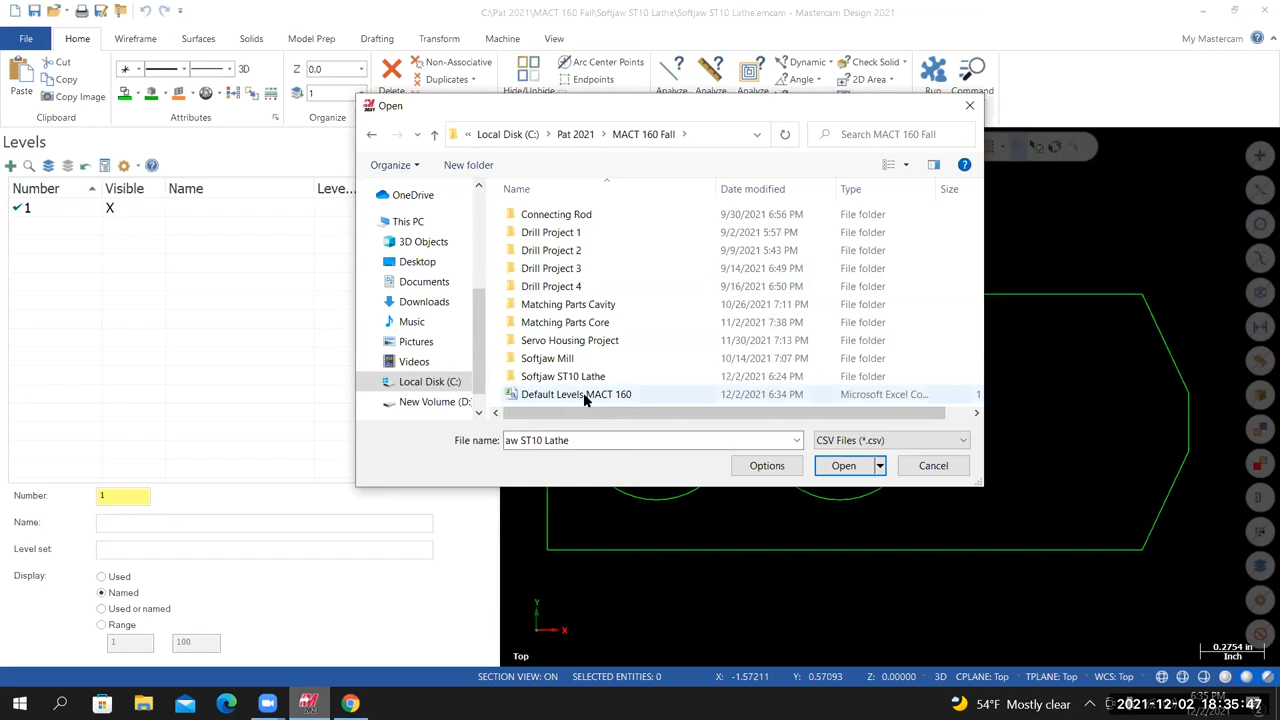 C:\Pat 2021\MACT 160 Fall\Softjaw ST10 Lathe\Softjaw ST10 Lathe.emcam - Mastercam Design 2021
File Home Wireframe Surfaces Solids Model Prep Drafting Transform Machine View My Mastercam
Cut
Copy
Copy Image
Paste
Clipboard
3D
Attributes
Z 0.0
1
Organize
Delete
Non-Associative
Duplicates
Hide/Unhide
Arc Center Points
Endpoints
Analyze
Analyze
Analyze
Dynamic
Angle
Check Solid
2D Area
Run
Command
Levels
Number Visible Name Leve...
1 X
Number: 1
Name:
Level set:
Display:
Used
Named
Used or named
Range
1 100
Open
« Local Disk (C:) > Pat 2021 > MACT 160 Fall >
Search MACT 160 Fall
Organize New folder
OneDrive
This PC
3D Objects
Desktop
Documents
Downloads
Music
Pictures
Videos
Local Disk (C:)
New Volume (D:
Name Date modified Type Size
Connecting Rod 9/30/2021 6:56 PM File folder
Drill Project 1 9/2/2021 5:57 PM File folder
Drill Project 2 9/9/2021 5:43 PM File folder
Drill Project 3 9/14/2021 6:49 PM File folder
Drill Project 4 9/16/2021 6:50 PM File folder
Matching Parts Cavity 10/26/2021 7:11 PM File folder
Matching Parts Core 11/2/2021 7:38 PM File folder
Servo Housing Project 11/30/2021 7:13 PM File folder
Softjaw Mill 10/14/2021 7:07 PM File folder
Softjaw ST10 Lathe 12/2/2021 6:24 PM File folder
Default Levels MACT 160 12/2/2021 6:34 PM Microsoft Excel Co... 1
File name: aw ST10 Lathe CSV Files (*.csv)
Options Open Cancel
Y
X
Top
0.2754 in
Inch
SECTION VIEW: ON SELECTED ENTITIES: 0 X: -1.57211 Y: 0.57093 Z: 0.00000 3D CPLANE: Top TPLANE: Top WCS: Top
54°F Mostly clear
6:35 PM
12/2/2021
2021-12-02 18:35:47